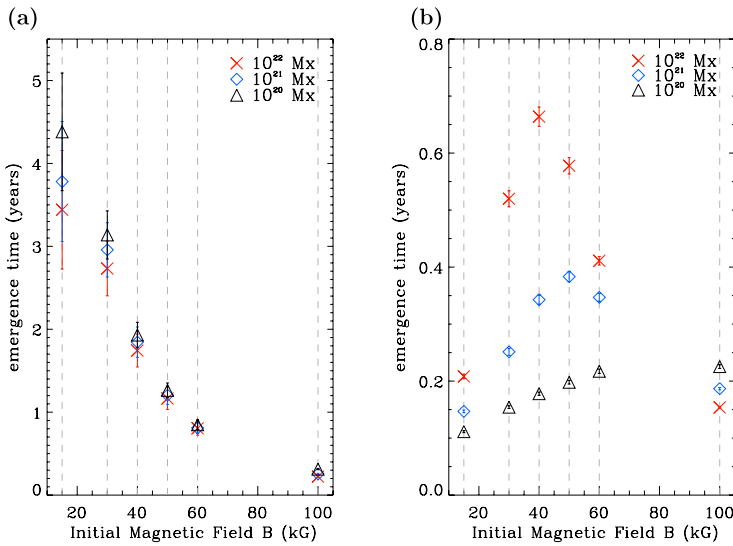 (a)
5
4
3
2
1
0
20 40 60 80 100
emergence time (years)
Initial Magnetic Field B (kG)
10²² Mx
10²¹ Mx
10²⁰ Mx
(b)
0.8
0.6
0.4
0.2
0.0
20 40 60 80 100
emergence time (years)
Initial Magnetic Field B (kG)
10²² Mx
10²¹ Mx
10²⁰ Mx